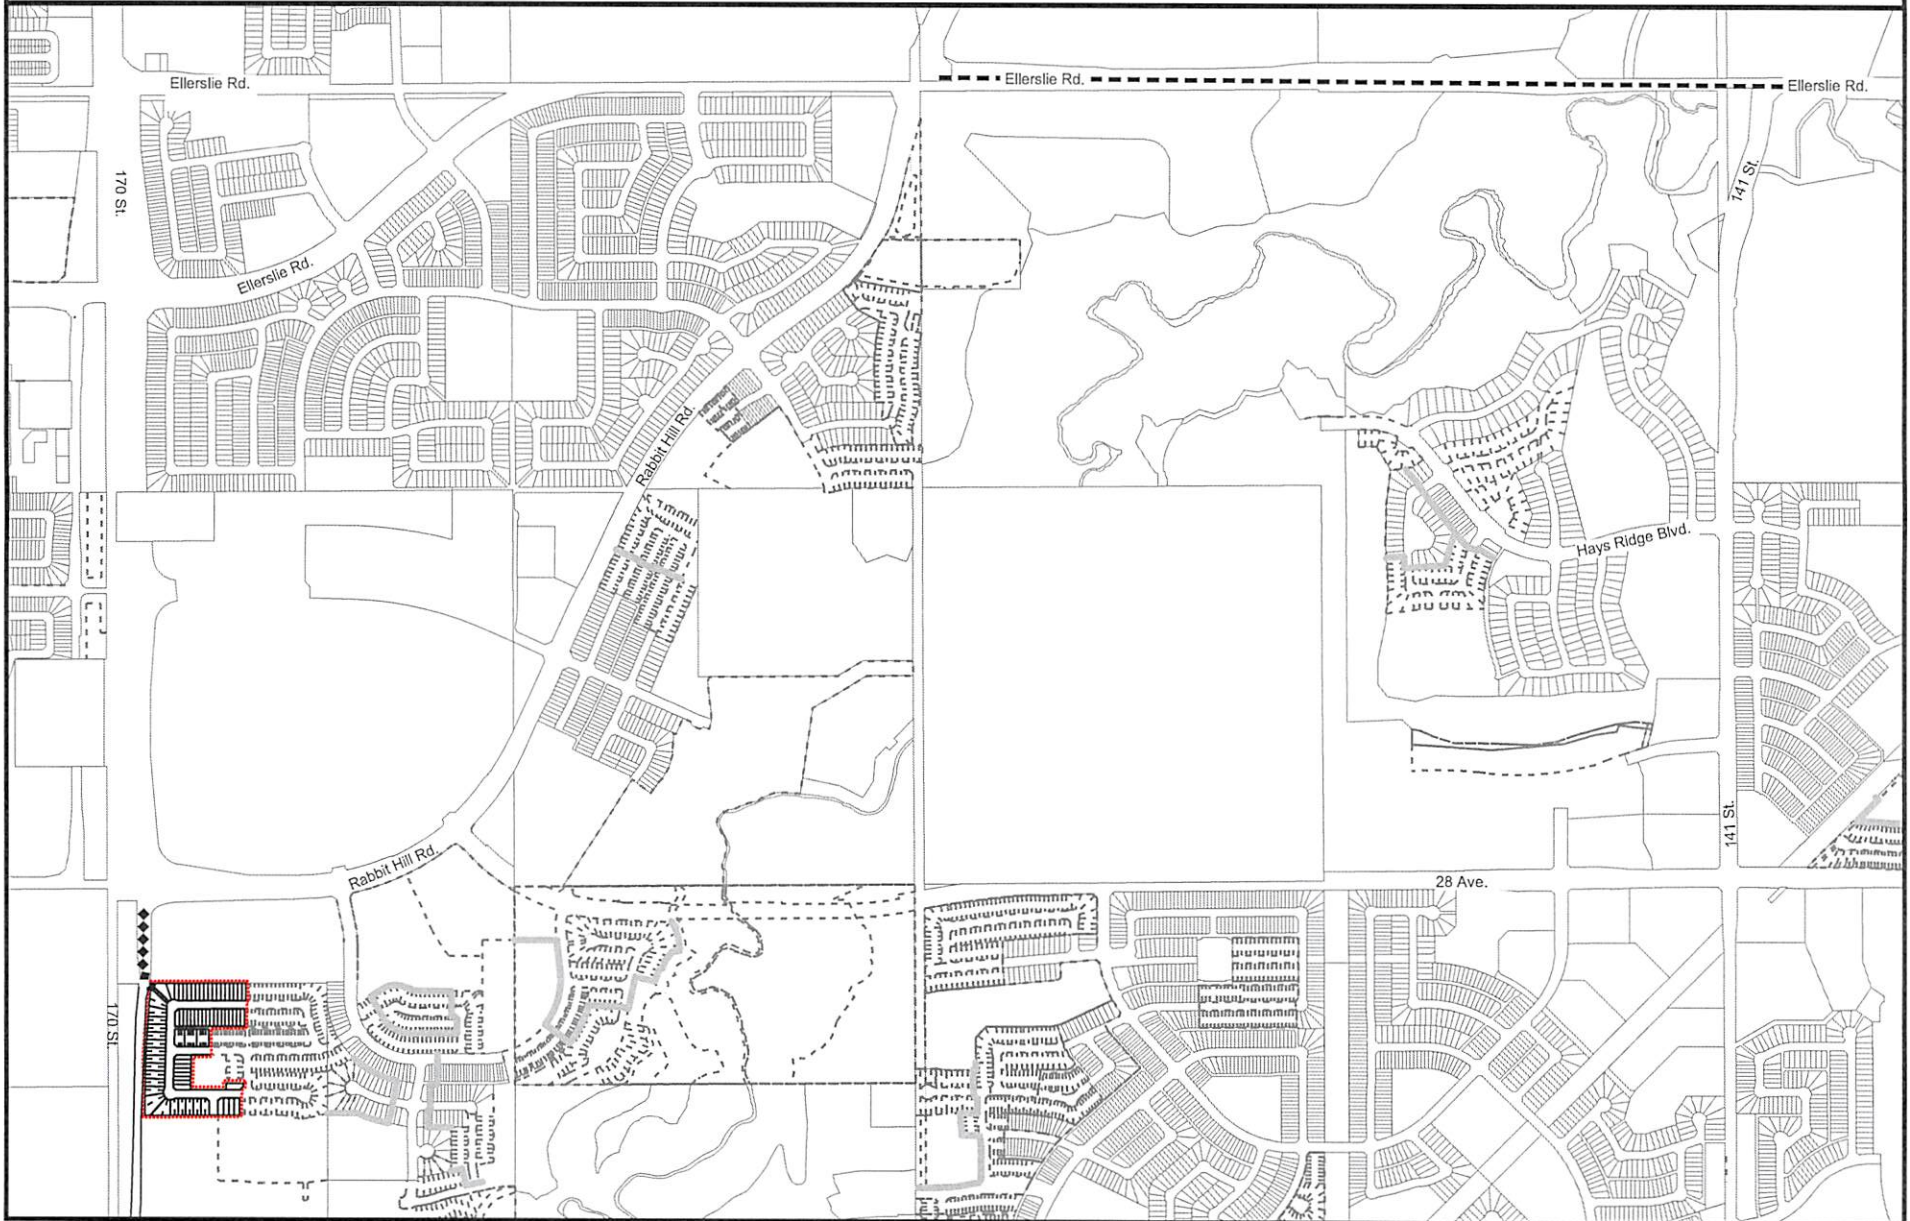 Ellerslie Rd.
Ellerslie Rd.
Ellerslie Rd.
170 St.
141 St.
Ellerslie Rd.
Rabbit Hill Rd.
Hays Ridge Blvd.
141 St.
Rabbit Hill Rd.
28 Ave.
170 St.